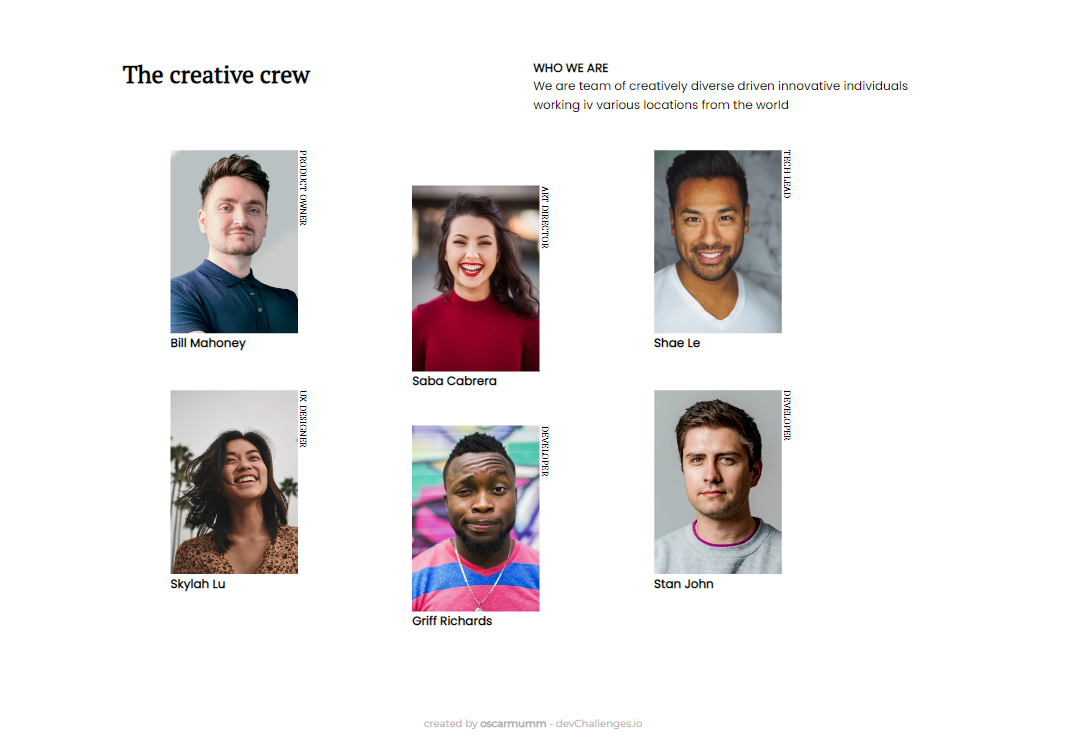 The creative crew
WHO WE ARE
We are team of creatively diverse driven innovative individuals
working iv various locations from the world
PRODUCT OWNER
Bill Mahoney
ART DIRECTOR
Saba Cabrera
TECH LEAD
Shae Le
UX DESIGNER
Skylah Lu
DEVELOPER
Griff Richards
DEVELOPER
Stan John
created by oscarmumm - devChallenges.io